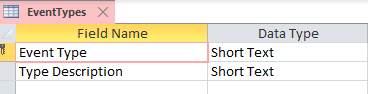 EventTypes
Field Name Data Type
Event Type Short Text
Type Description Short Text